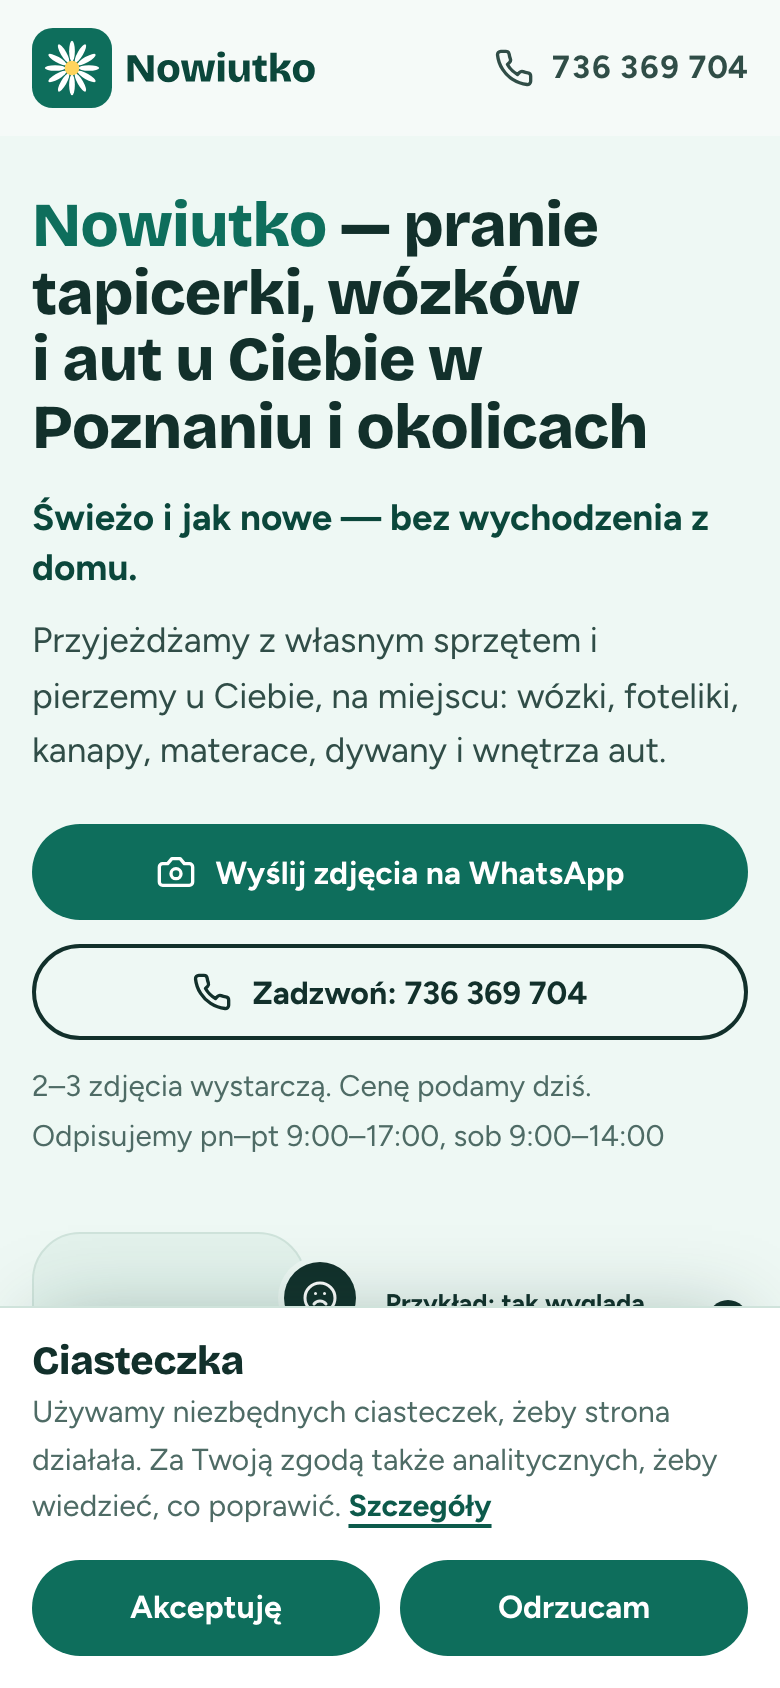 Nowiutko
736 369 704
Nowiutko — pranie
tapicerki, wózków
i aut u Ciebie w
Poznaniu i okolicach
Świeżo i jak nowe — bez wychodzenia z
domu.
Przyjeżdżamy z własnym sprzętem i
pierzemy u Ciebie, na miejscu: wózki, foteliki,
kanapy, materace, dywany i wnętrza aut.
Wyślij zdjęcia na WhatsApp
Zadzwoń: 736 369 704
2–3 zdjęcia wystarczą. Cenę podamy dziś.
Odpisujemy pn–pt 9:00–17:00, sob 9:00–14:00
Przykład: tak wygląda
Ciasteczka
Używamy niezbędnych ciasteczek, żeby strona
działała. Za Twoją zgodą także analitycznych, żeby
wiedzieć, co poprawić. Szczegóły
Akceptuję
Odrzucam